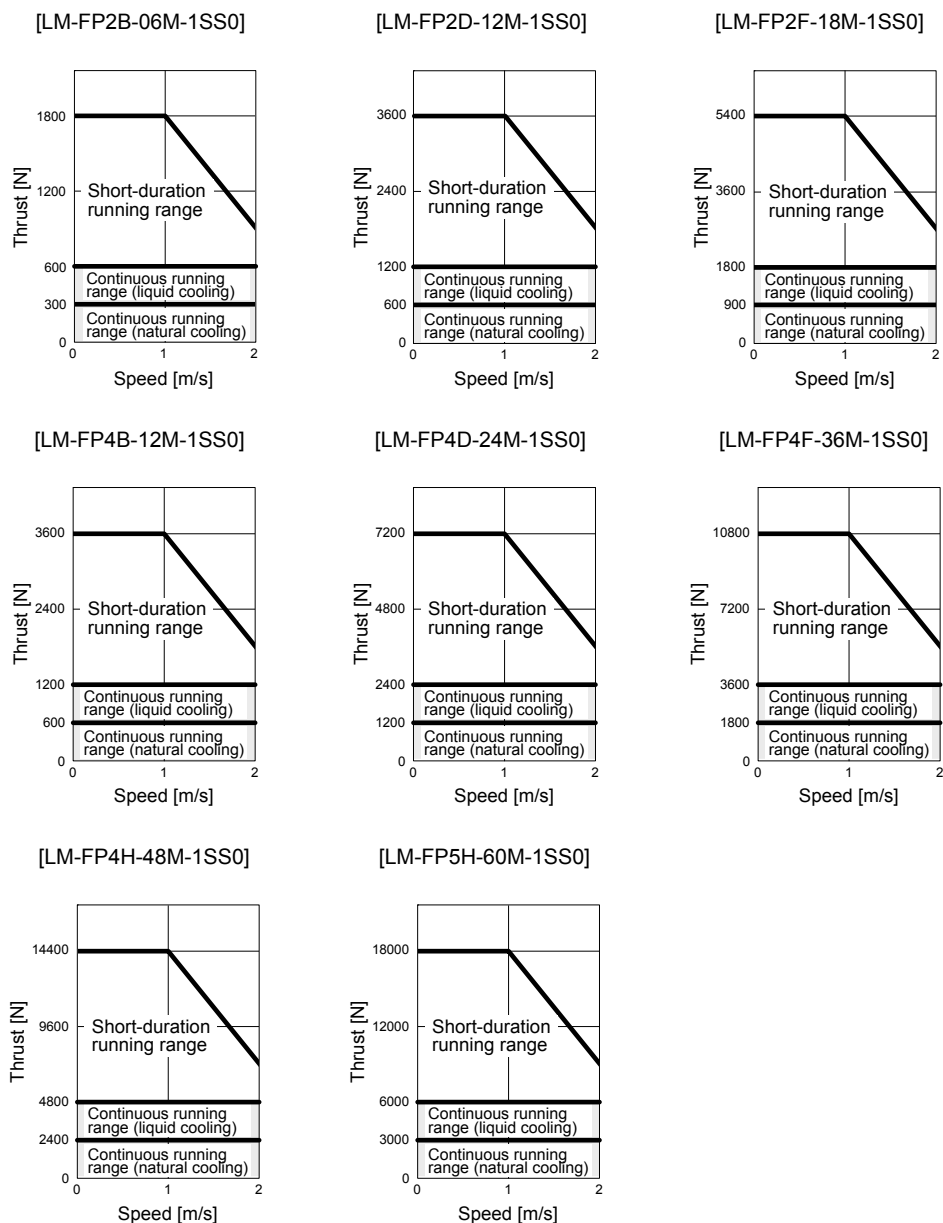 [LM-FP2B-06M-1SS0]
1800
1200
600
300
0
Thrust [N]
Short-duration
running range
Continuous running
range (liquid cooling)
Continuous running
range (natural cooling)
0 1 2
Speed [m/s]
[LM-FP2D-12M-1SS0]
3600
2400
1200
600
0
Thrust [N]
Short-duration
running range
Continuous running
range (liquid cooling)
Continuous running
range (natural cooling)
0 1 2
Speed [m/s]
[LM-FP2F-18M-1SS0]
5400
3600
1800
900
0
Thrust [N]
Short-duration
running range
Continuous running
range (liquid cooling)
Continuous running
range (natural cooling)
0 1 2
Speed [m/s]
[LM-FP4B-12M-1SS0]
3600
2400
1200
600
0
Thrust [N]
Short-duration
running range
Continuous running
range (liquid cooling)
Continuous running
range (natural cooling)
0 1 2
Speed [m/s]
[LM-FP4D-24M-1SS0]
7200
4800
2400
1200
0
Thrust [N]
Short-duration
running range
Continuous running
range (liquid cooling)
Continuous running
range (natural cooling)
0 1 2
Speed [m/s]
[LM-FP4F-36M-1SS0]
10800
7200
3600
1800
0
Thrust [N]
Short-duration
running range
Continuous running
range (liquid cooling)
Continuous running
range (natural cooling)
0 1 2
Speed [m/s]
[LM-FP4H-48M-1SS0]
14400
9600
4800
2400
0
Thrust [N]
Short-duration
running range
Continuous running
range (liquid cooling)
Continuous running
range (natural cooling)
0 1 2
Speed [m/s]
[LM-FP5H-60M-1SS0]
18000
12000
6000
3000
0
Thrust [N]
Short-duration
running range
Continuous running
range (liquid cooling)
Continuous running
range (natural cooling)
0 1 2
Speed [m/s]